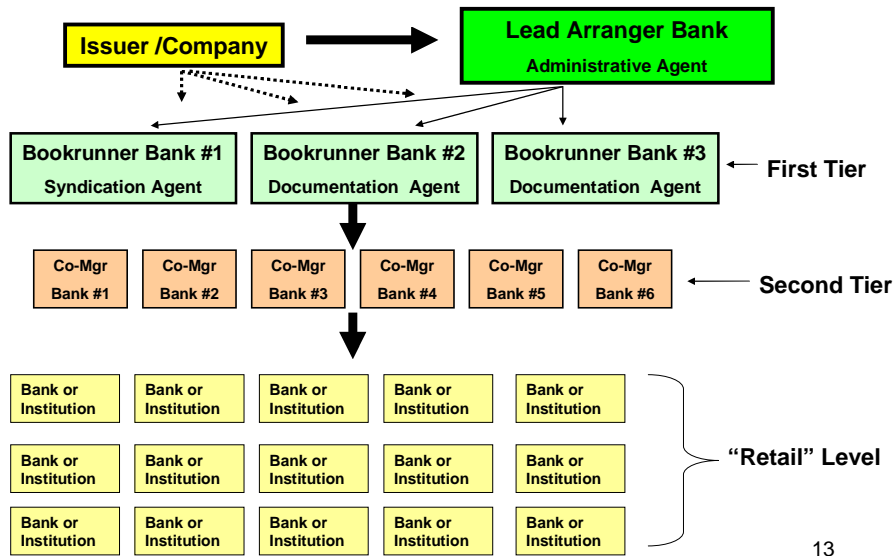 Issuer /Company
Lead Arranger Bank
Administrative Agent
Bookrunner Bank #1
Syndication Agent
Bookrunner Bank #2
Documentation Agent
Bookrunner Bank #3
Documentation Agent
First Tier
Co-Mgr
Bank #1
Co-Mgr
Bank #2
Co-Mgr
Bank #3
Co-Mgr
Bank #4
Co-Mgr
Bank #5
Co-Mgr
Bank #6
Second Tier
Bank or
Institution
Bank or
Institution
Bank or
Institution
Bank or
Institution
Bank or
Institution
Bank or
Institution
Bank or
Institution
Bank or
Institution
Bank or
Institution
Bank or
Institution
“Retail” Level
Bank or
Institution
Bank or
Institution
Bank or
Institution
Bank or
Institution
Bank or
Institution
13